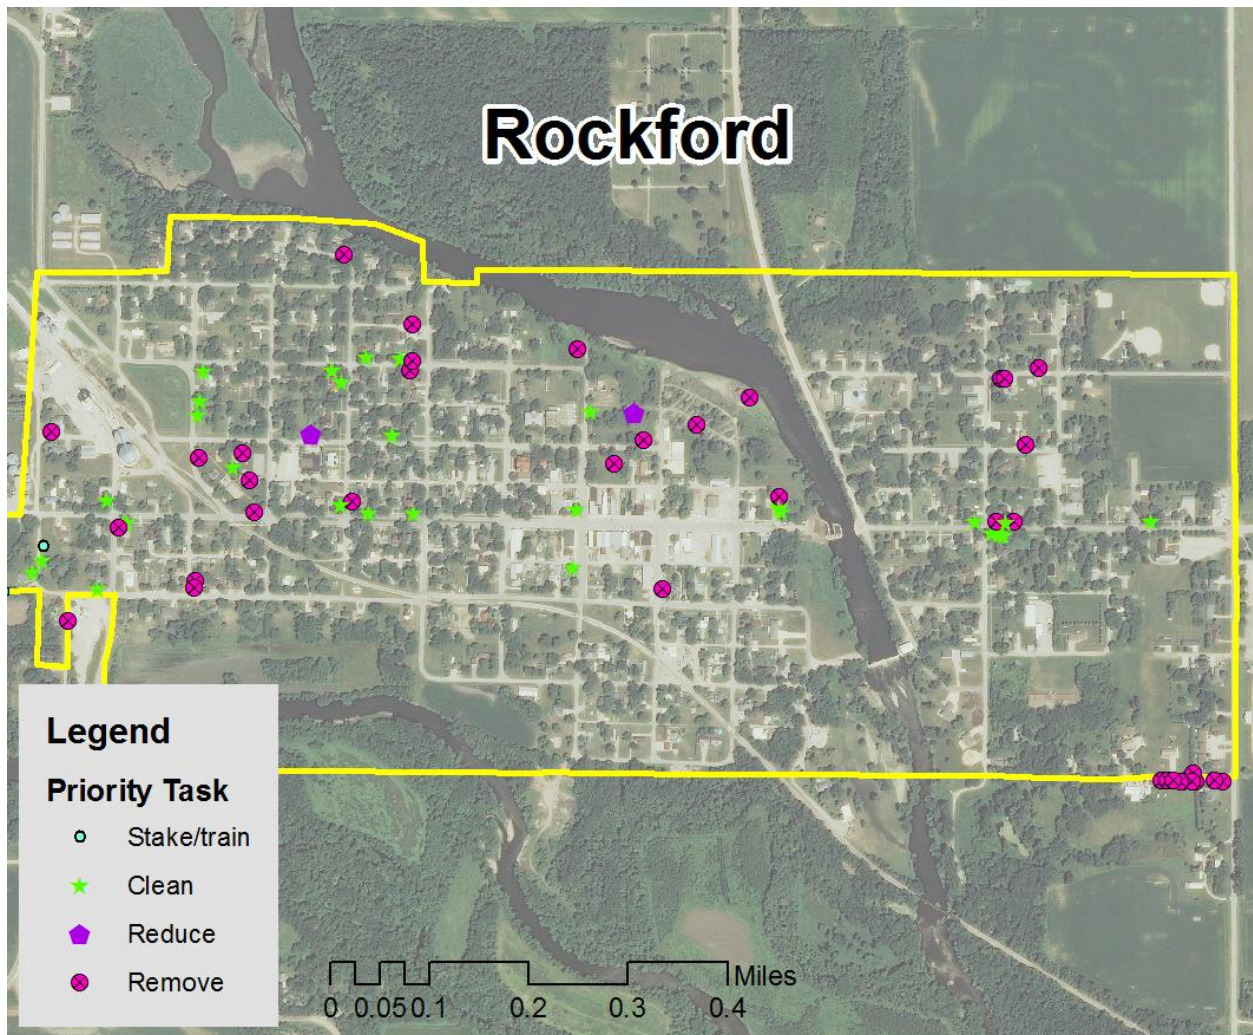 Rockford
Legend
Priority Task
Stake/train
Clean
Reduce
Remove
Miles
0 0.05 0.1 0.2 0.3 0.4